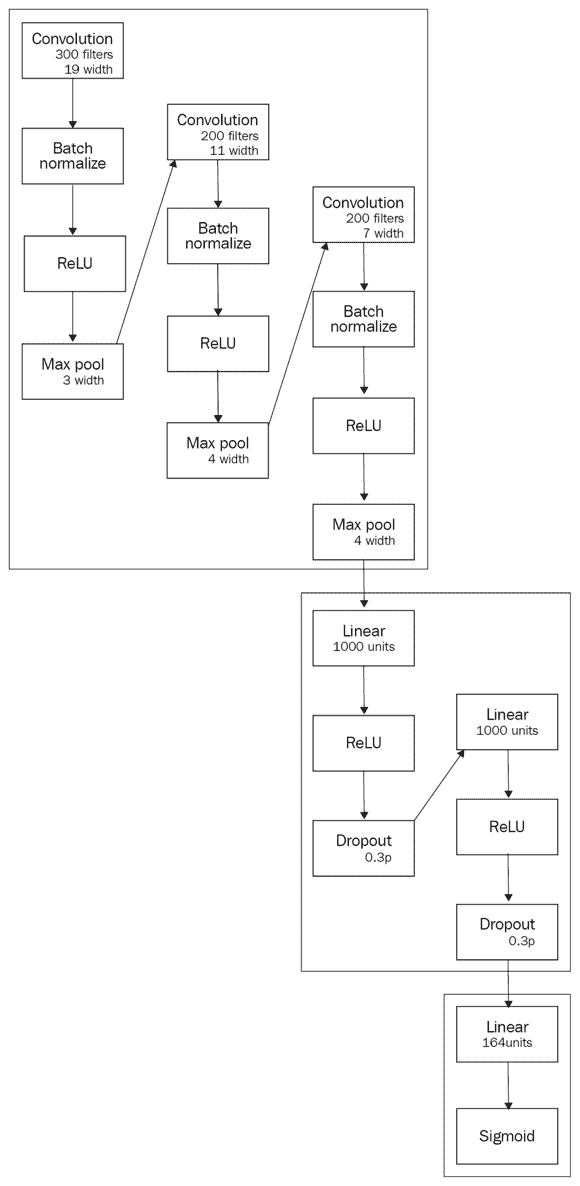 Convolution
300 filters
19 width
Batch
normalize
ReLU
Max pool
3 width
Convolution
200 filters
11 width
Batch
normalize
ReLU
Max pool
4 width
Convolution
200 filters
7 width
Batch
normalize
ReLU
Max pool
4 width
Linear
1000 units
ReLU
Dropout
0.3p
Linear
1000 units
ReLU
Dropout
0.3p
Linear
164units
Sigmoid